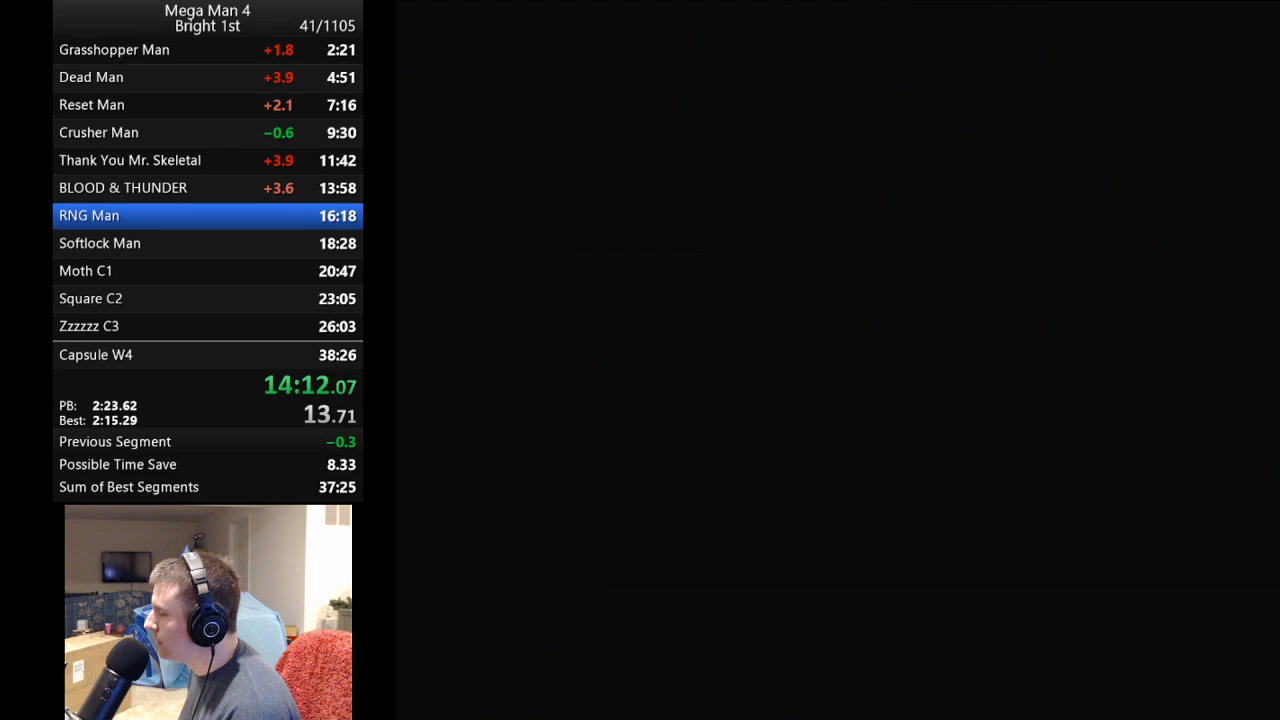 Mega Man 4
Bright 1st 41/1105
Grasshopper Man +1.8 2:21
Dead Man +3.9 4:51
Reset Man +2.1 7:16
Crusher Man −0.6 9:30
Thank You Mr. Skeletal +3.9 11:42
BLOOD & THUNDER +3.6 13:58
RNG Man 16:18
Softlock Man 18:28
Moth C1 20:47
Square C2 23:05
Zzzzzz C3 26:03
Capsule W4 38:26
14:12.07
PB: 2:23.62
Best: 2:15.29
13.71
Previous Segment −0.3
Possible Time Save 8.33
Sum of Best Segments 37:25